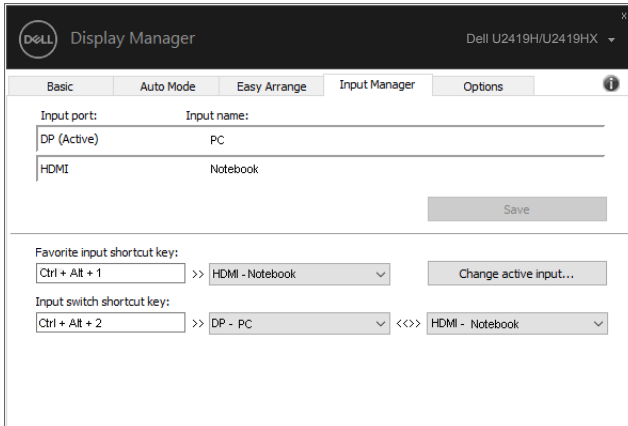 x
DELL Display Manager Dell U2419H/U2419HX
Basic Auto Mode Easy Arrange Input Manager Options i
Input port: Input name:
DP (Active) PC
HDMI Notebook
Save
Favorite input shortcut key:
Ctrl + Alt + 1 >> HDMI - Notebook Change active input...
Input switch shortcut key:
Ctrl + Alt + 2 >> DP - PC <<>> HDMI - Notebook